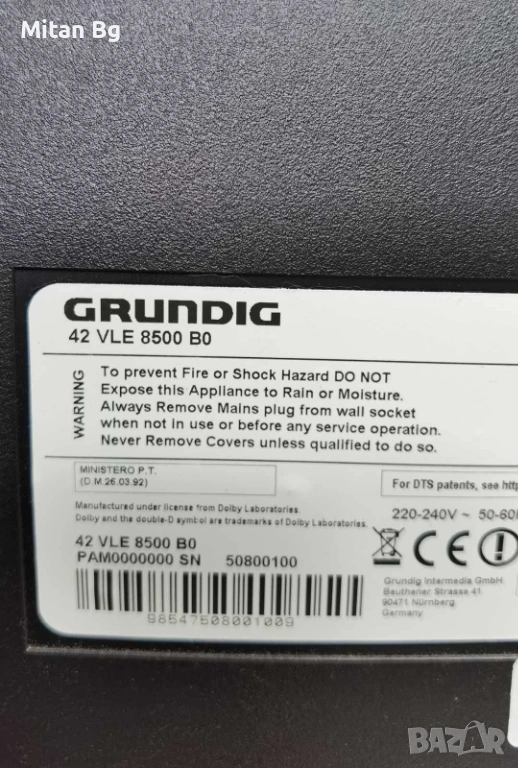 Mitan Bg
GRUNDIG
42 VLE 8500 B0
WARNING
To prevent Fire or Shock Hazard DO NOT
Expose this Appliance to Rain or Moisture.
Always Remove Mains plug from wall socket
when not in use or before any service operation.
Never Remove Covers unless qualified to do so.
MINISTERO P.T.
(D.M.26.03.92)
For DTS patents, see http
Manufactured under license from Dolby Laboratories.
Dolby and the double-D symbol are trademarks of Dolby Laboratories.
220-240V ~ 50-60
42 VLE 8500 B0
PAM0000000 SN 50800100
CE
98547508001009
Grundig Intermedia GmbH
Beuthener Strasse 41
90471 Nürnberg
Germany
BAZAR